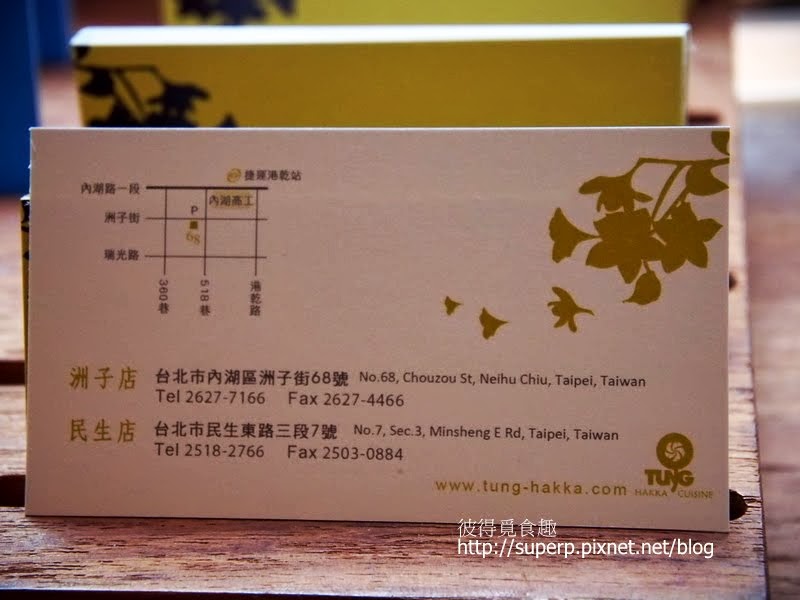 捷運港乾站
內湖路一段
內湖高工
P
洲子街
68
瑞光路
360巷
518巷
港乾路
洲子店 台北市內湖區洲子街68號 No.68, Chouzou St, Neihu Chiu, Taipei, Taiwan
Tel 2627-7166 Fax 2627-4466
民生店 台北市民生東路三段7號 No.7, Sec.3, Minsheng E Rd, Taipei, Taiwan
Tel 2518-2766 Fax 2503-0884
www.tung-hakka.com
TUNG
HAKKA CUISINE
彼得覓食趣
http://superp.pixnet.net/blog